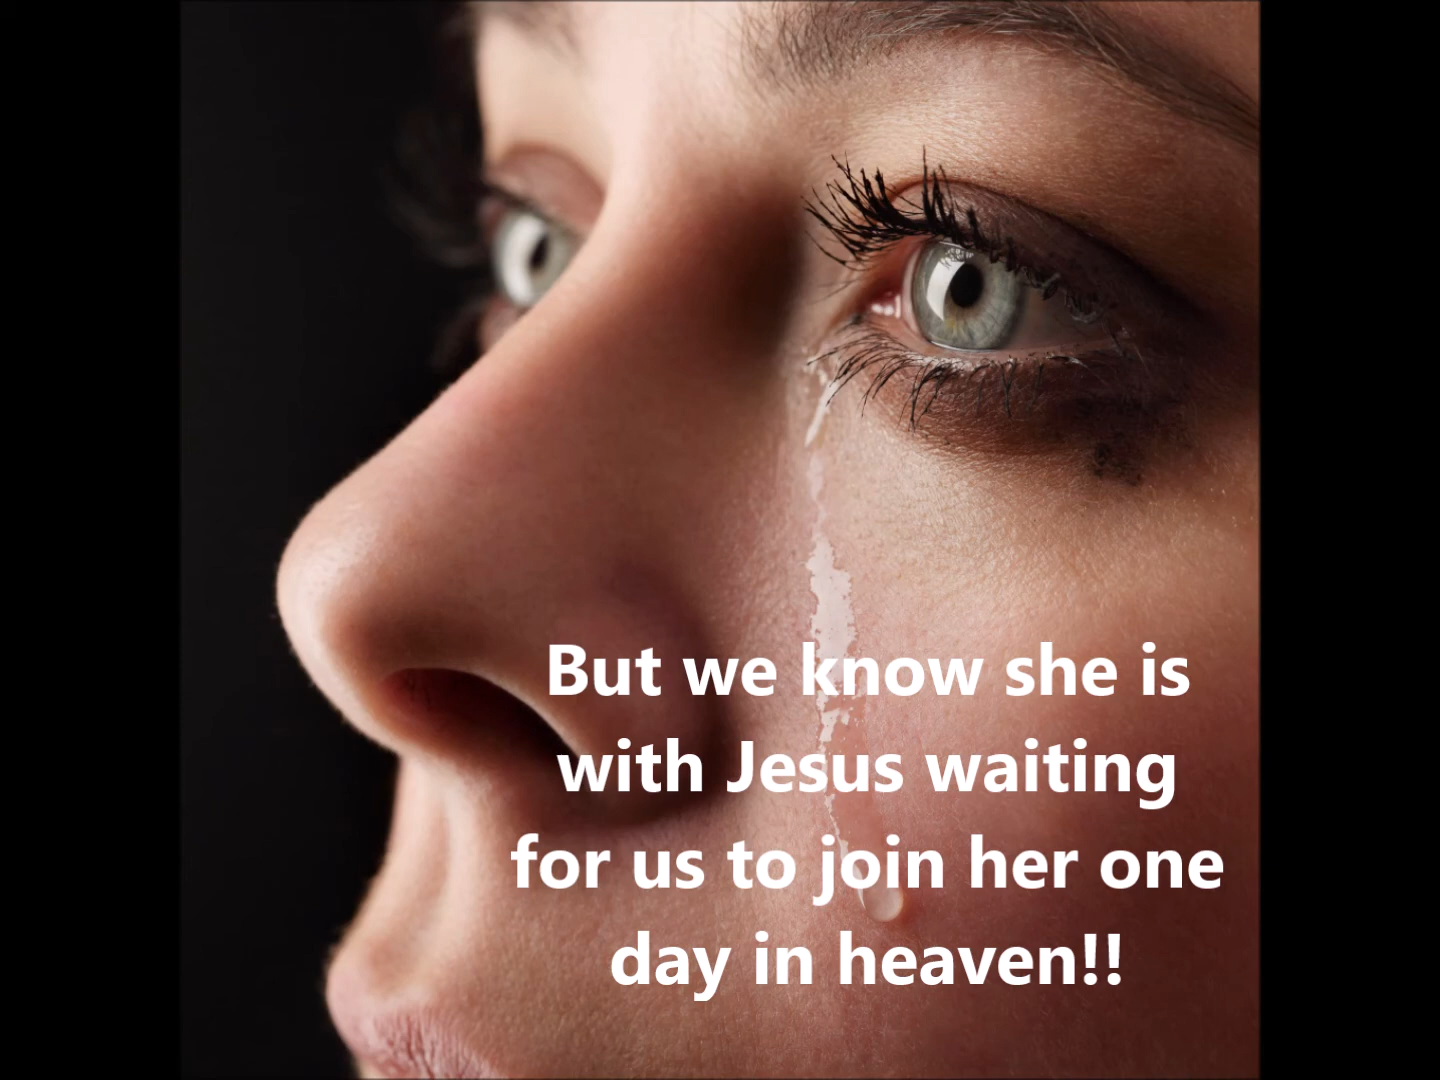 But we know she is
with Jesus waiting
for us to join her one
day in heaven!!